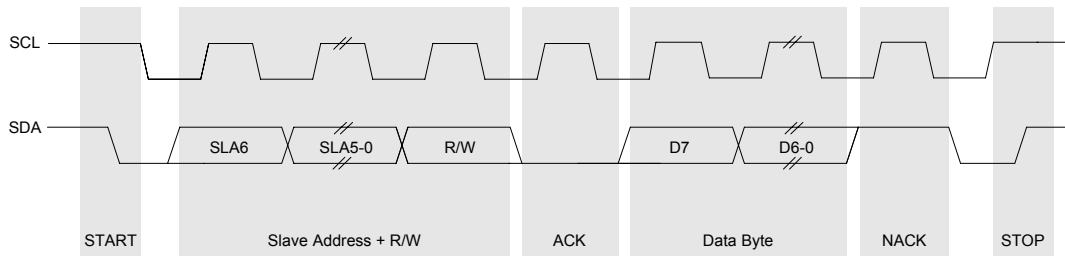 SCL
SDA
SLA6 SLA5-0 R/W D7 D6-0
START Slave Address + R/W ACK Data Byte NACK STOP